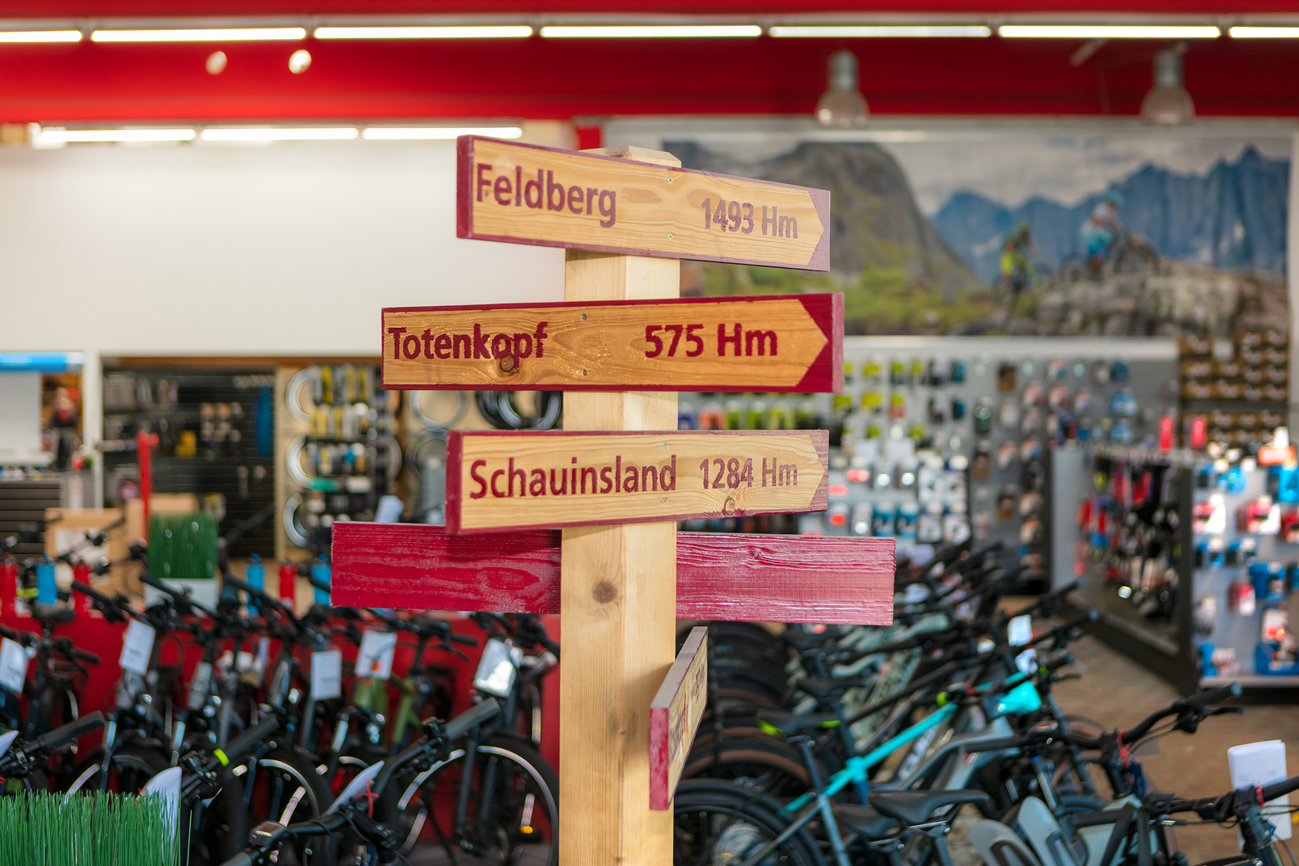 Feldberg 1493 Hm
Totenkopf 575 Hm
Schauinsland 1284 Hm